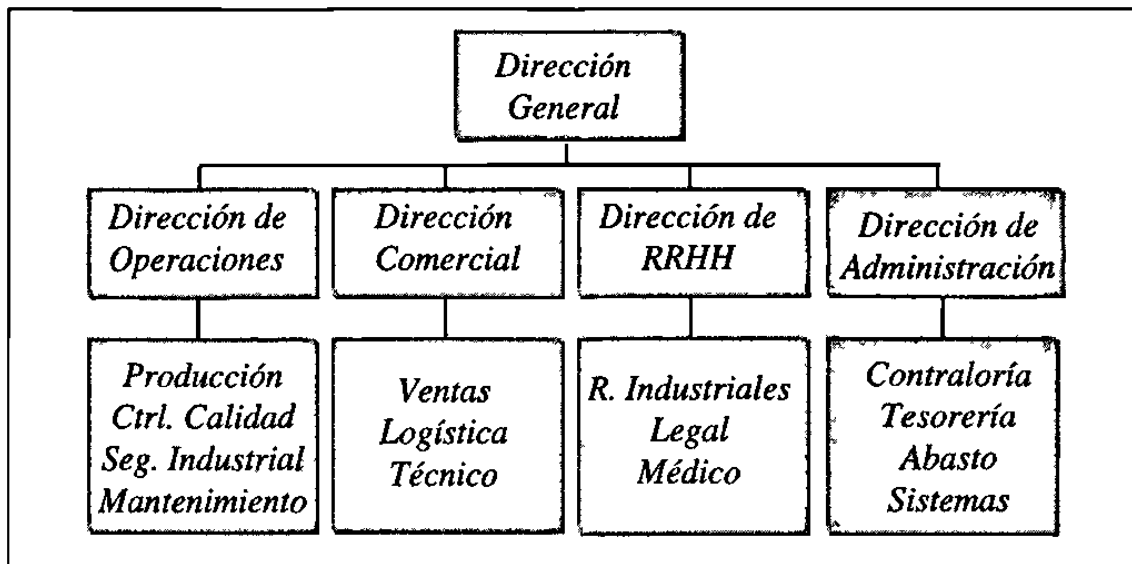 Dirección
General
Dirección de
Operaciones
Dirección
Comercial
Dirección de
RRHH
Dirección de
Administración
Producción
Ctrl. Calidad
Seg. Industrial
Mantenimiento
Ventas
Logística
Técnico
R. Industriales
Legal
Médico
Contraloría
Tesorería
Abasto
Sistemas